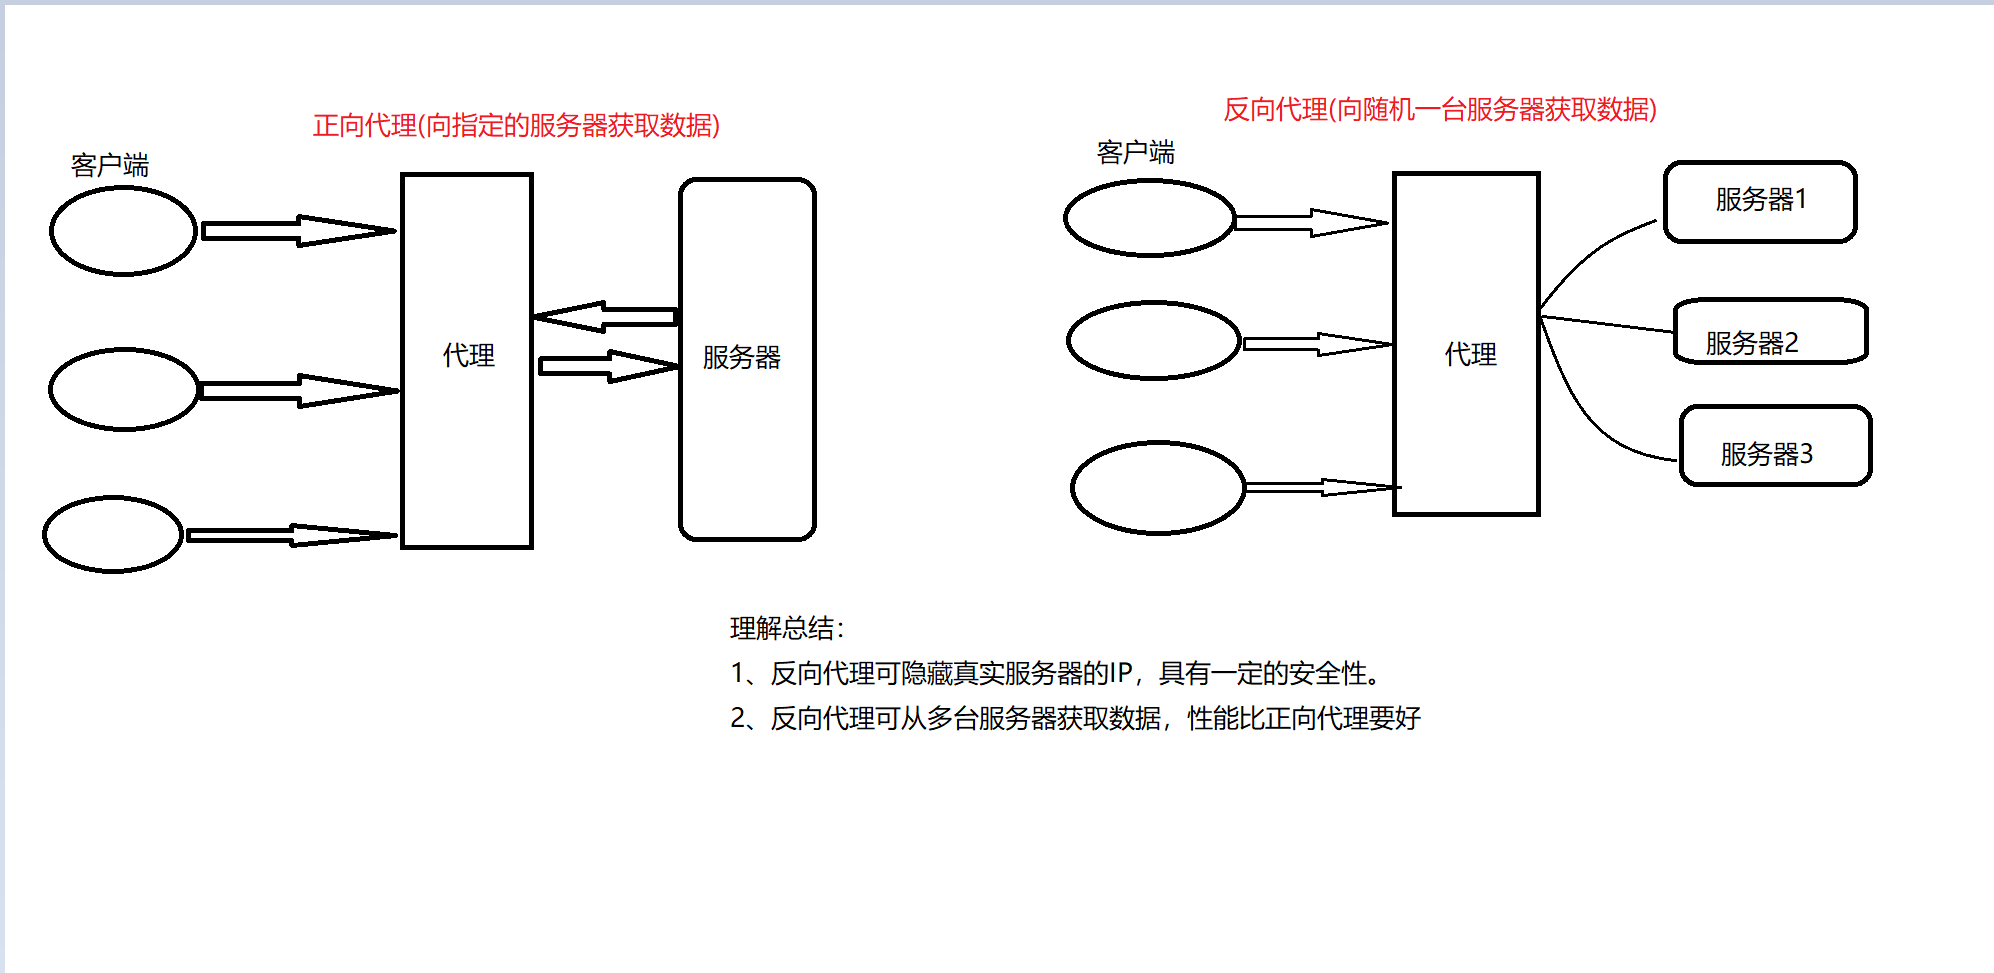 正向代理(向指定的服务器获取数据)
客户端
代理
服务器
反向代理(向随机一台服务器获取数据)
客户端
代理
服务器1
服务器2
服务器3
理解总结：
1、反向代理可隐藏真实服务器的IP，具有一定的安全性。
2、反向代理可从多台服务器获取数据，性能比正向代理要好